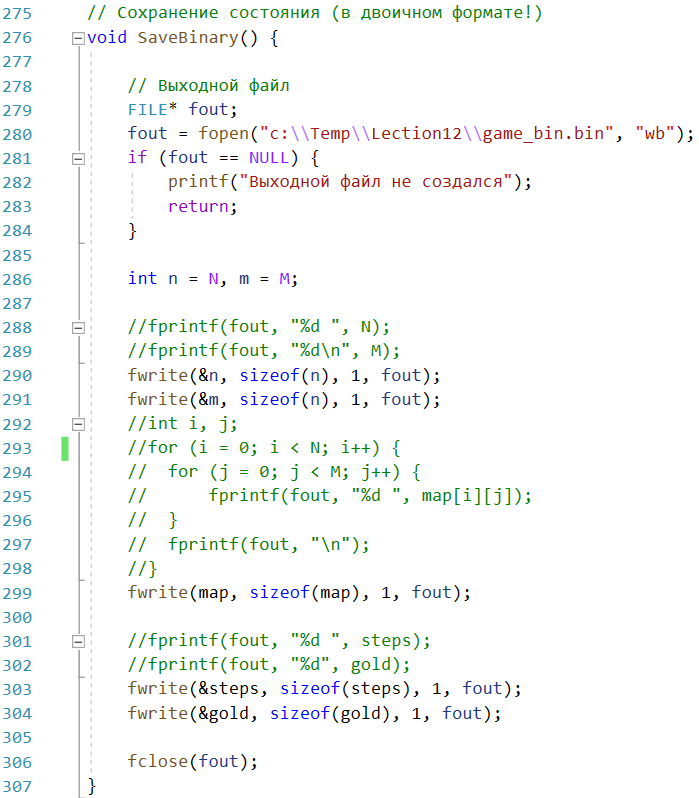 275 // Сохранение состояния (в двоичном формате!)
276 void SaveBinary() {
277
278 // Выходной файл
279 FILE* fout;
280 fout = fopen("c:\\Temp\\Lection12\\game_bin.bin", "wb");
281 if (fout == NULL) {
282 printf("Выходной файл не создался");
283 return;
284 }
285
286 int n = N, m = M;
287
288 //fprintf(fout, "%d ", N);
289 //fprintf(fout, "%d\n", M);
290 fwrite(&n, sizeof(n), 1, fout);
291 fwrite(&m, sizeof(n), 1, fout);
292 //int i, j;
293 //for (i = 0; i < N; i++) {
294 // for (j = 0; j < M; j++) {
295 // fprintf(fout, "%d ", map[i][j]);
296 // }
297 // fprintf(fout, "\n");
298 //}
299 fwrite(map, sizeof(map), 1, fout);
300
301 //fprintf(fout, "%d ", steps);
302 //fprintf(fout, "%d", gold);
303 fwrite(&steps, sizeof(steps), 1, fout);
304 fwrite(&gold, sizeof(gold), 1, fout);
305
306 fclose(fout);
307 }